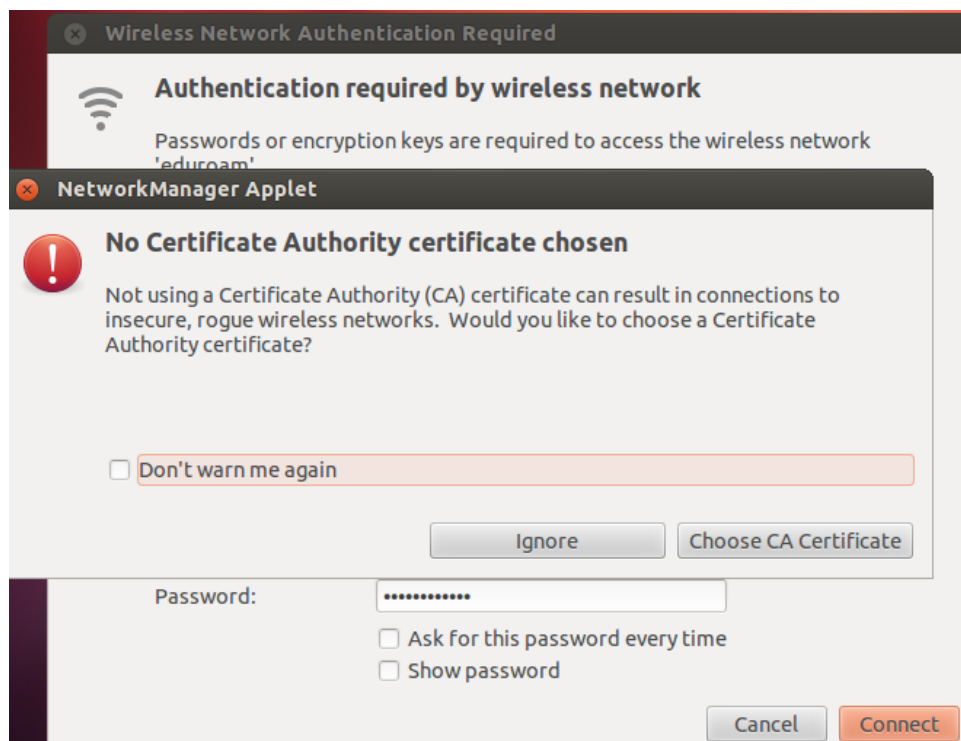 Wireless Network Authentication Required
Authentication required by wireless network
Passwords or encryption keys are required to access the wireless network
'eduroam'
NetworkManager Applet
No Certificate Authority certificate chosen
Not using a Certificate Authority (CA) certificate can result in connections to
insecure, rogue wireless networks.  Would you like to choose a Certificate
Authority certificate?
Don't warn me again
Ignore
Choose CA Certificate
Password:
Ask for this password every time
Show password
Cancel
Connect